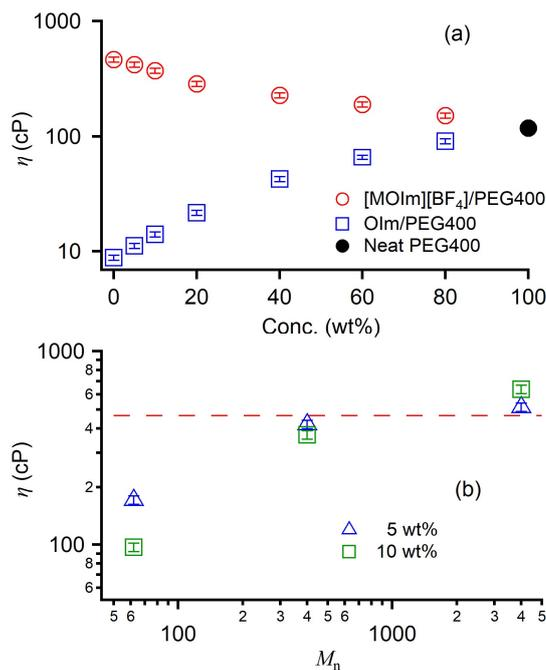 1000
(a)
η (cP)
100
[MOIm][BF₄]/PEG400
OIm/PEG400
Neat PEG400
10
0 20 40 60 80 100
Conc. (wt%)
1000
8
6
4
η (cP)
2
(b)
5 wt%
10 wt%
100
8
6
5 6 2 3 4 5 6 2 3 4 5
100 1000
Mₙ